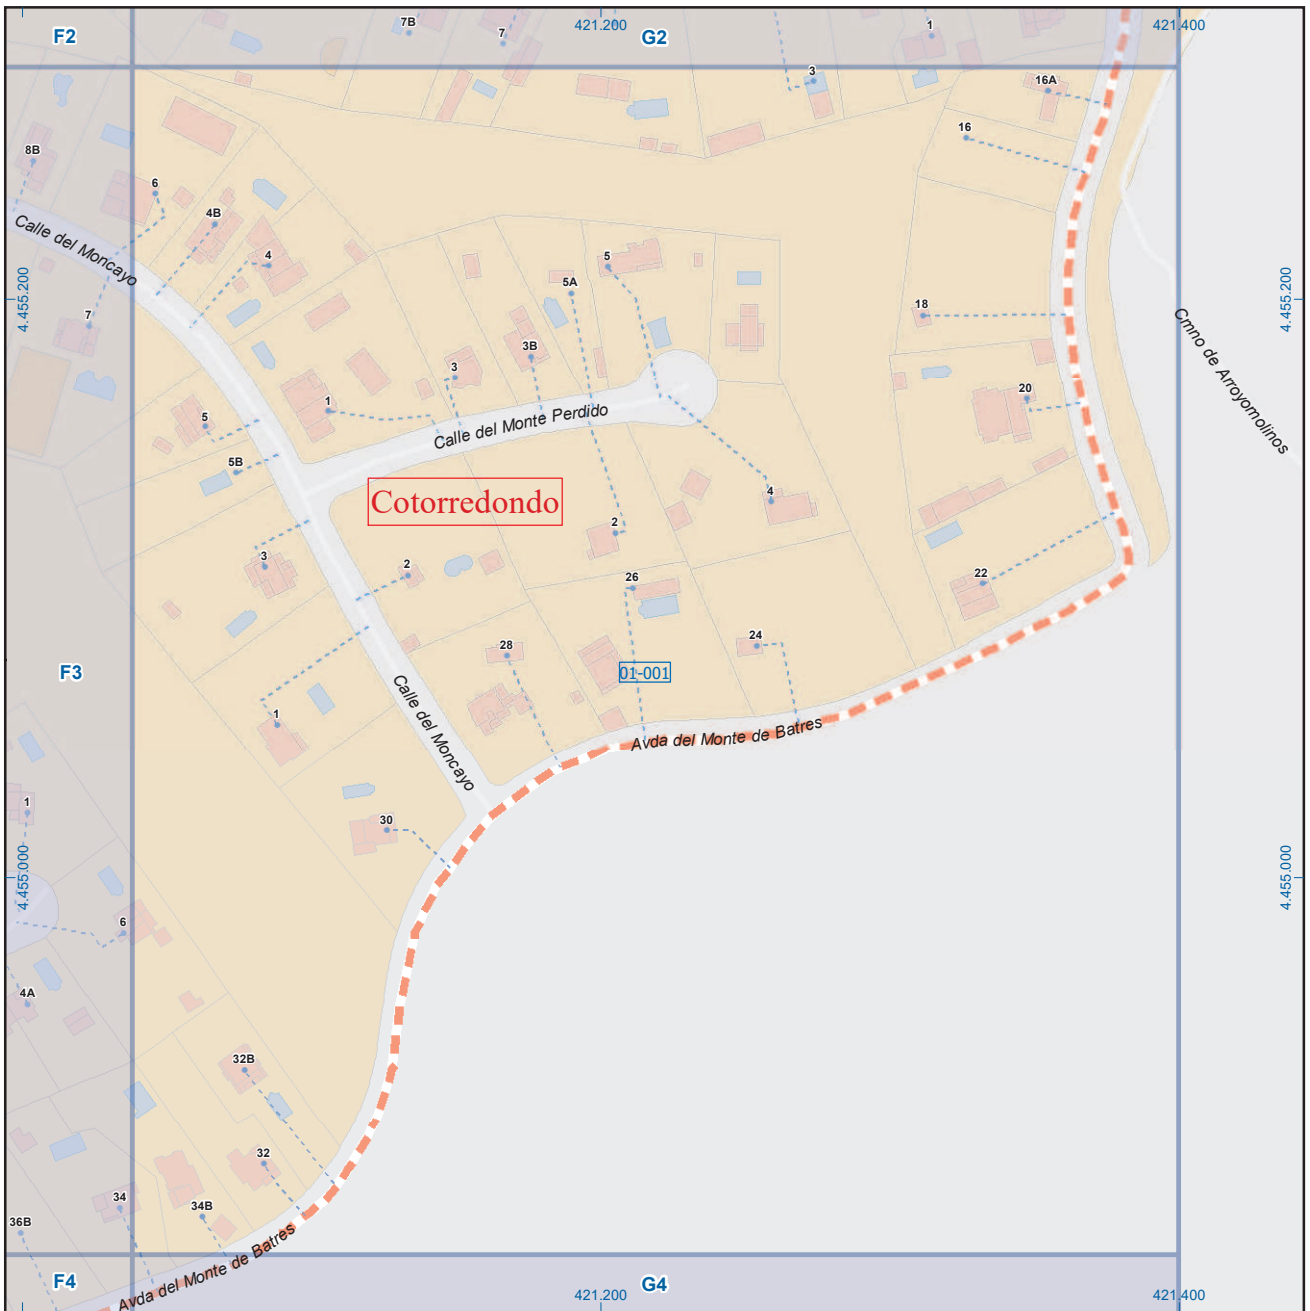 7B
7
421.200
1
421.400
F2
G2
3
16A
16
8B
6
4B
Calle del Moncayo
4
5
5A
4.455.200
4.455.200
18
7
Cmno de Arroyomolinos
3B
3
20
1
5
Calle del Monte Perdido
5B
4
Cotorredondo
2
3
2
26
22
24
28
F3
01-001
Calle del Moncayo
1
Avda del Monte de Batres
1
30
4.455.000
4.455.000
6
4A
32B
32
34
34B
36B
Avda del Monte de Batres
F4
G4
421.200
421.400